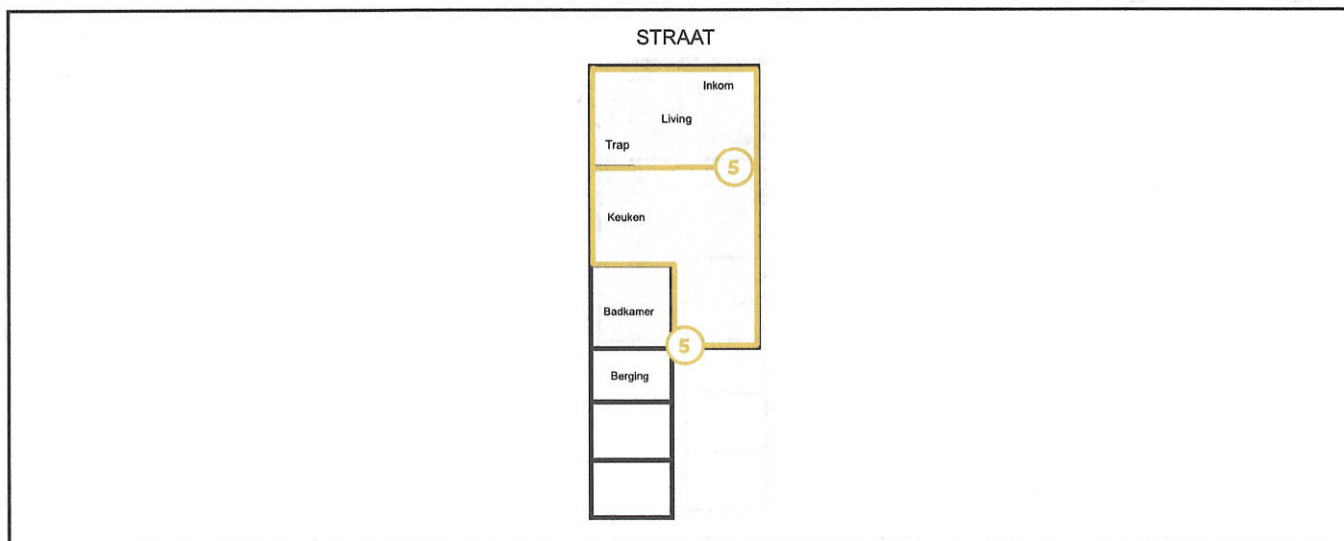 STRAAT
Inkom
Living
Trap
5
Keuken
Badkamer
5
Berging